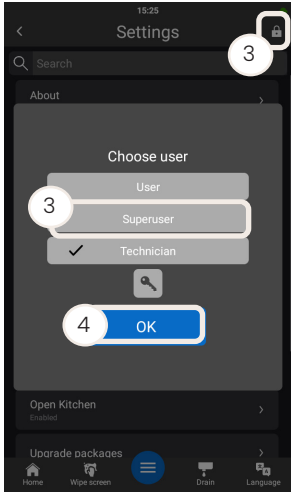 15:25
Settings
3
Search
About
Choose user
User
3
Superuser
Technician
4
OK
Open Kitchen
Enabled
Upgrade packages
Home Wipe screen Drain Language